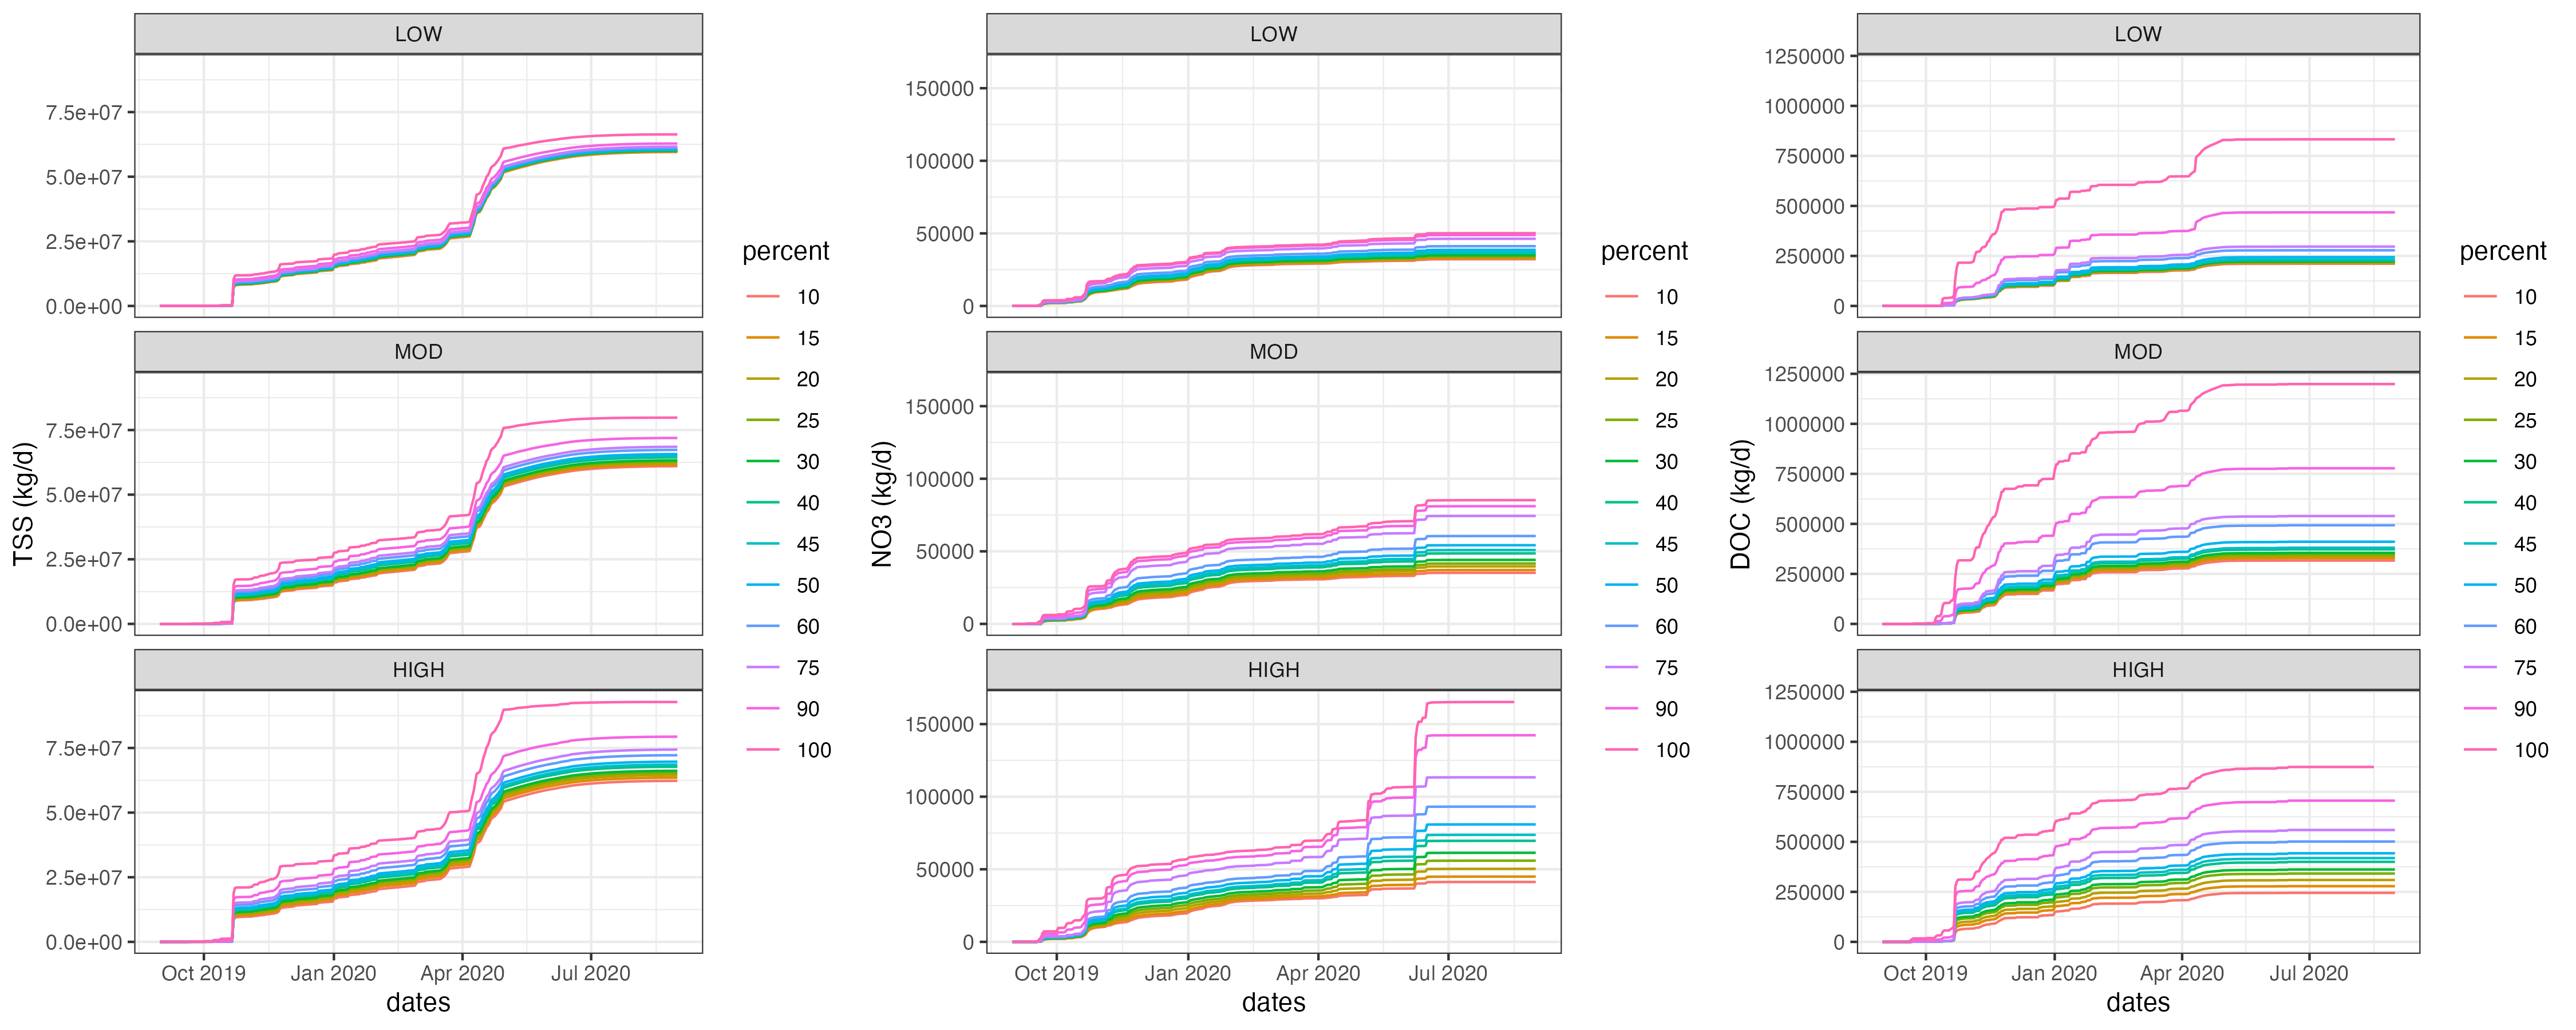 TSS (kg/d)
LOW
7.5e+07
5.0e+07
2.5e+07
0.0e+00
MOD
7.5e+07
5.0e+07
2.5e+07
0.0e+00
HIGH
7.5e+07
5.0e+07
2.5e+07
0.0e+00
Oct 2019 Jan 2020 Apr 2020 Jul 2020
dates
percent
10
15
20
25
30
40
45
50
60
75
90
100
NO3 (kg/d)
LOW
150000
100000
50000
0
MOD
150000
100000
50000
0
HIGH
150000
100000
50000
0
Oct 2019 Jan 2020 Apr 2020 Jul 2020
dates
percent
10
15
20
25
30
40
45
50
60
75
90
100
DOC (kg/d)
LOW
1250000
1000000
750000
500000
250000
0
MOD
1250000
1000000
750000
500000
250000
0
HIGH
1250000
1000000
750000
500000
250000
0
Oct 2019 Jan 2020 Apr 2020 Jul 2020
dates
percent
10
15
20
25
30
40
45
50
60
75
90
100